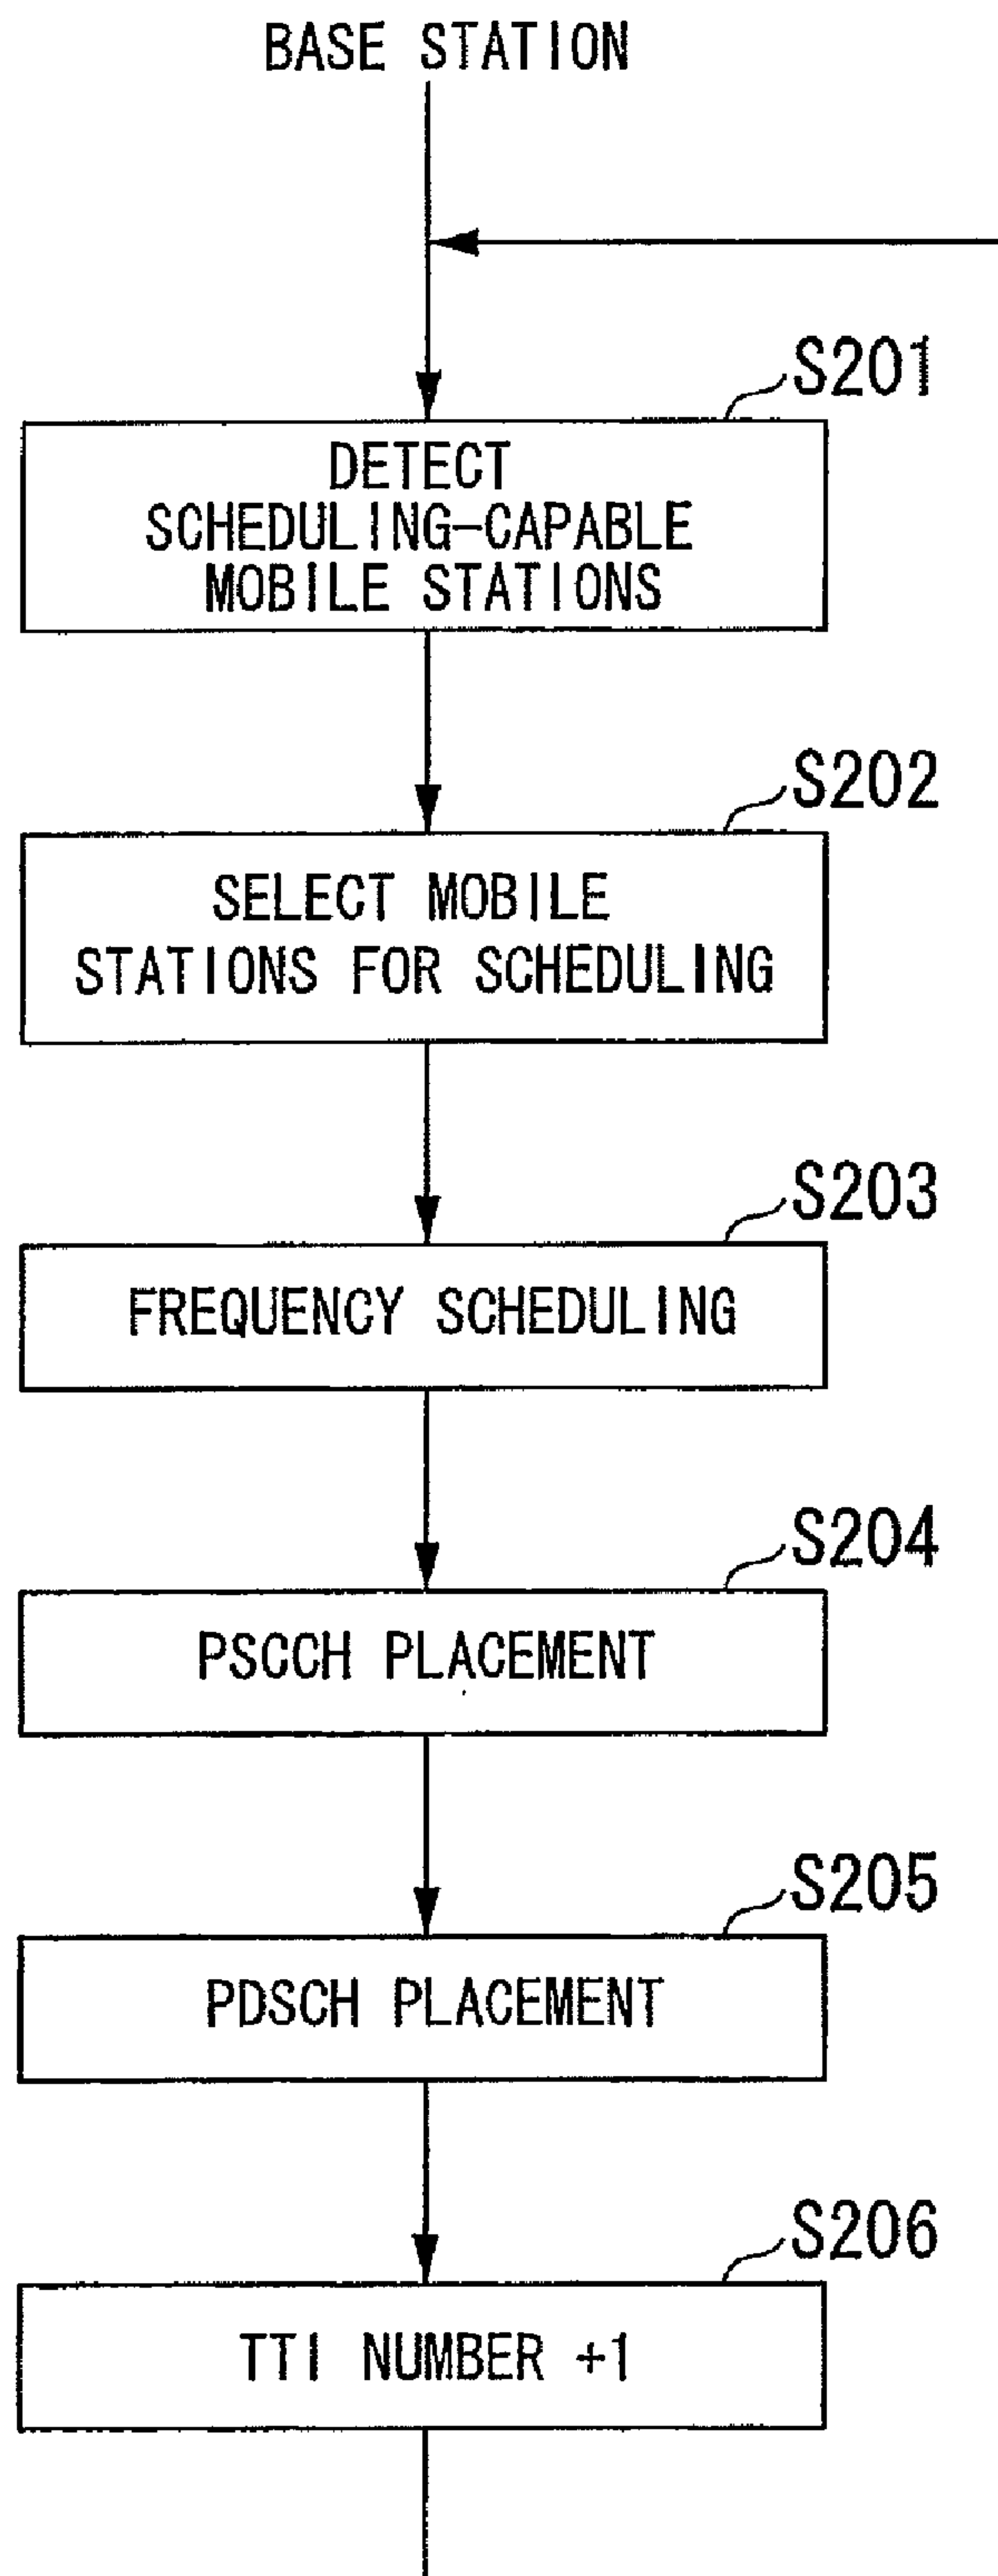 BASE STATION
S201
DETECT
SCHEDULING-CAPABLE
MOBILE STATIONS
S202
SELECT MOBILE
STATIONS FOR SCHEDULING
S203
FREQUENCY SCHEDULING
S204
PSCCH PLACEMENT
S205
PDSCH PLACEMENT
S206
TTI NUMBER +1